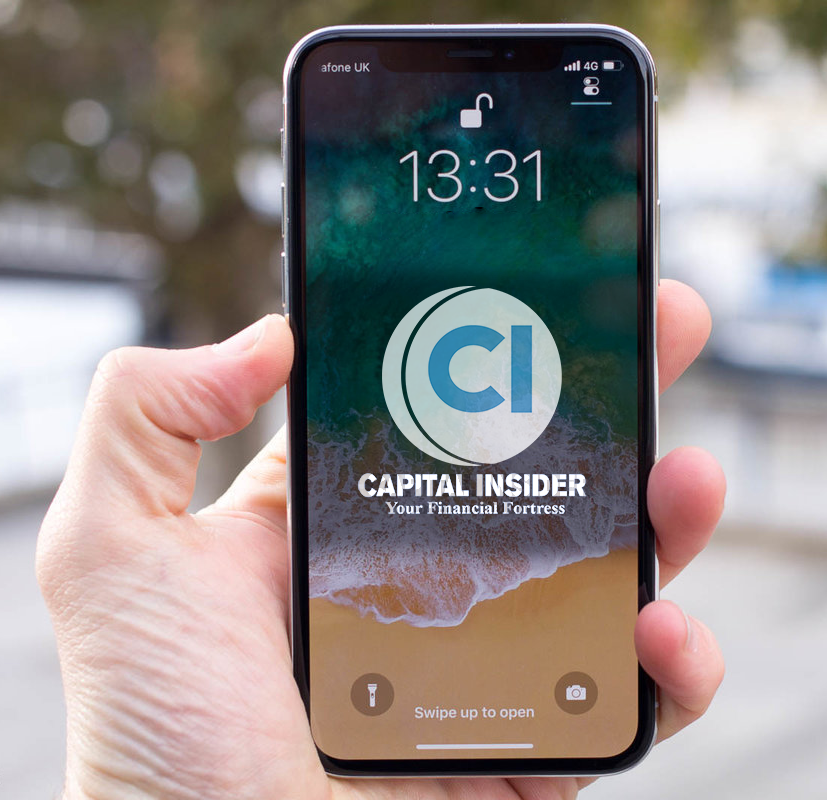 afone UK
4G
13:31
CI
CAPITAL INSIDER
Your Financial Fortress
Swipe up to open